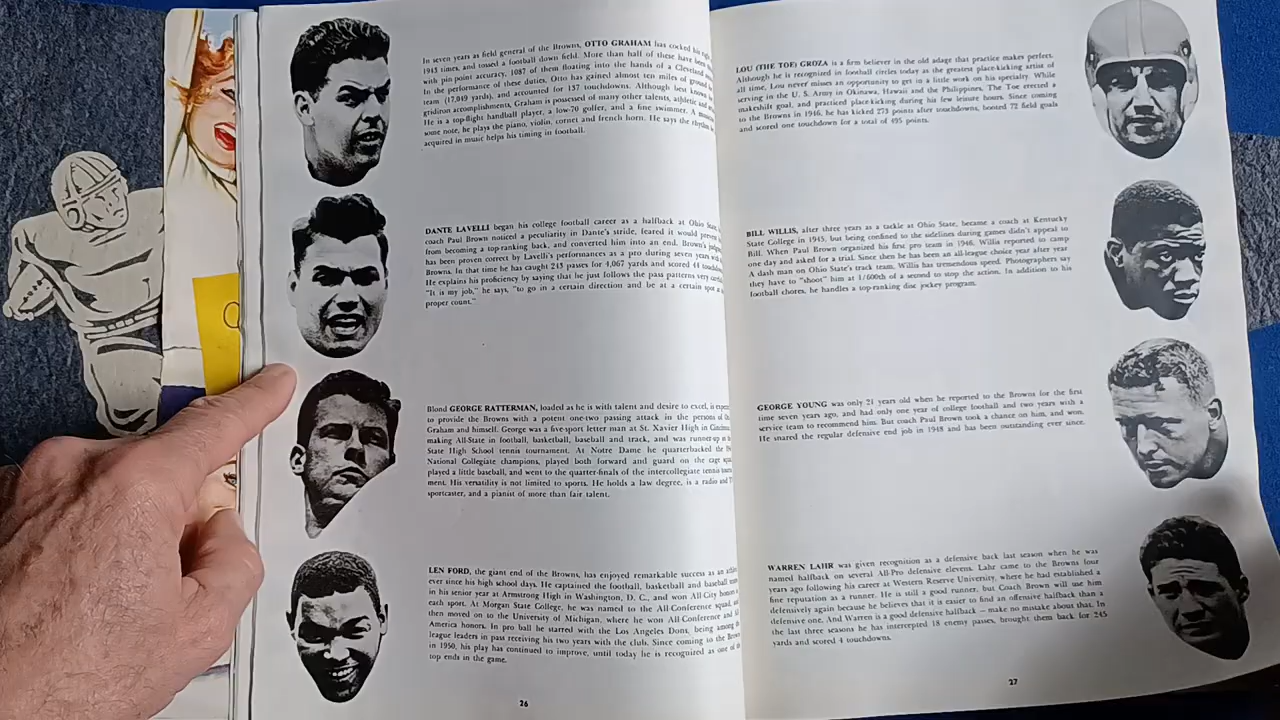 In seven years as field general of the Browns, OTTO GRAHAM has cocked his
1943 times, and tossed a football down field. More than half of these have been
with pin point accuracy, 1087 of them floating into the hands of a Cleveland
In the performance of these duties, Otto has gained almost ten miles of ground
team (17,049 yards), and accounted for 137 touchdowns. Although best known
gridiron accomplishments, Graham is possessed of many other talents, athletic and
He is a top-flight handball player, a low-70 golfer, and a fine swimmer. A
some note, he plays the piano, violin, cornet and french horn. He says the
acquired in music helps his timing in football.
DANTE LAVELLI began his college football career as a halfback at Ohio
coach Paul Brown noticed a peculiarity in Dante's stride, feared it would
from becoming a top-ranking back, and converted him into an end. Brown's
has been proven correct by Lavelli's performances as a pro during seven years with
Browns. In that time he has caught 243 passes for 4,067 yards and scored 44
He explains his proficiency by saying that he just follows the pass patterns very
"It is my job," he says, "to go in a certain direction and be at a certain spot
proper count."
Blond GEORGE RATTERMAN, loaded as he is with talent and desire to excel, is
to provide the Browns with a potent one-two passing attack in the persons of
Graham and himself. George was a five-sport letter man at St. Xavier High in
making All-State in football, basketball, baseball and track, and was runner-up in
State High School tennis tournament. At Notre Dame he quarterbacked the
National Collegiate champions, played both forward and guard on the cage
played a little baseball, and went to the quarter-finals of the intercollegiate tennis
ment. His versatility is not limited to sports. He holds a law degree, is a radio and
sportcaster, and a pianist of more than fair talent.
LEN FORD, the giant end of the Browns, has enjoyed remarkable success as an
ever since his high school days. He captained the football, basketball and baseball
in his senior year at Armstrong High in Washington, D. C., and won All-City honors
each sport. At Morgan State College, he was named to the All-Conference squad,
then moved on to the University of Michigan, where he won All-Conference and
America honors. In pro ball he starred with the Los Angeles Dons, being among
league leaders in pass receiving his two years with the club. Since coming to the
in 1950, his play has continued to improve, until today he is recognized as one of
top ends in the game.
26
LOU (THE TOE) GROZA is a firm believer in the old adage that practice makes perfect.
Although he is recognized in football circles today as the greatest place-kicking artist of
all time, Lou never misses an opportunity to get in a little work on his specialty. While
serving in the U. S. Army in Okinawa, Hawaii and the Philippines, The Toe erected a
makeshift goal, and practiced place-kicking during his few leisure hours. Since coming
to the Browns in 1946, he has kicked 273 points after touchdowns, booted 72 field goals
and scored one touchdown for a total of 495 points.
BILL WILLIS, after three years as a tackle at Ohio State, became a coach at Kentucky
State College in 1945, but being confined to the sidelines during games didn't appeal to
Bill. When Paul Brown organized his first pro team in 1946, Willis reported to camp
one day and asked for a trial. Since then he has been an all-league choice year after year
A dash man on Ohio State's track team, Willis has tremendous speed. Photographers say
they have to "shoot" him at 1/600th of a second to stop the action. In addition to his
football chores, he handles a top-ranking disc jockey program.
GEORGE YOUNG was only 21 years old when he reported to the Browns for the first
time seven years ago, and had only one year of college football and two years with a
service team to recommend him. But coach Paul Brown took a chance on him, and won.
He snared the regular defensive end job in 1948 and has been outstanding ever since.
WARREN LAHR was given recognition as a defensive back last season when he was
named halfback on several All-Pro defensive elevens. Lahr came to the Browns four
years ago following his career at Western Reserve University, where he had established a
fine reputation as a runner. He is still a good runner, but Coach Brown will use him
defensively again because he believes that it is easier to find an offensive halfback than a
defensive one. And Warren is a good defensive halfback — make no mistake about that. In
the last three seasons he has intercepted 18 enemy passes, brought them back for 245
yards and scored 4 touchdowns.
27